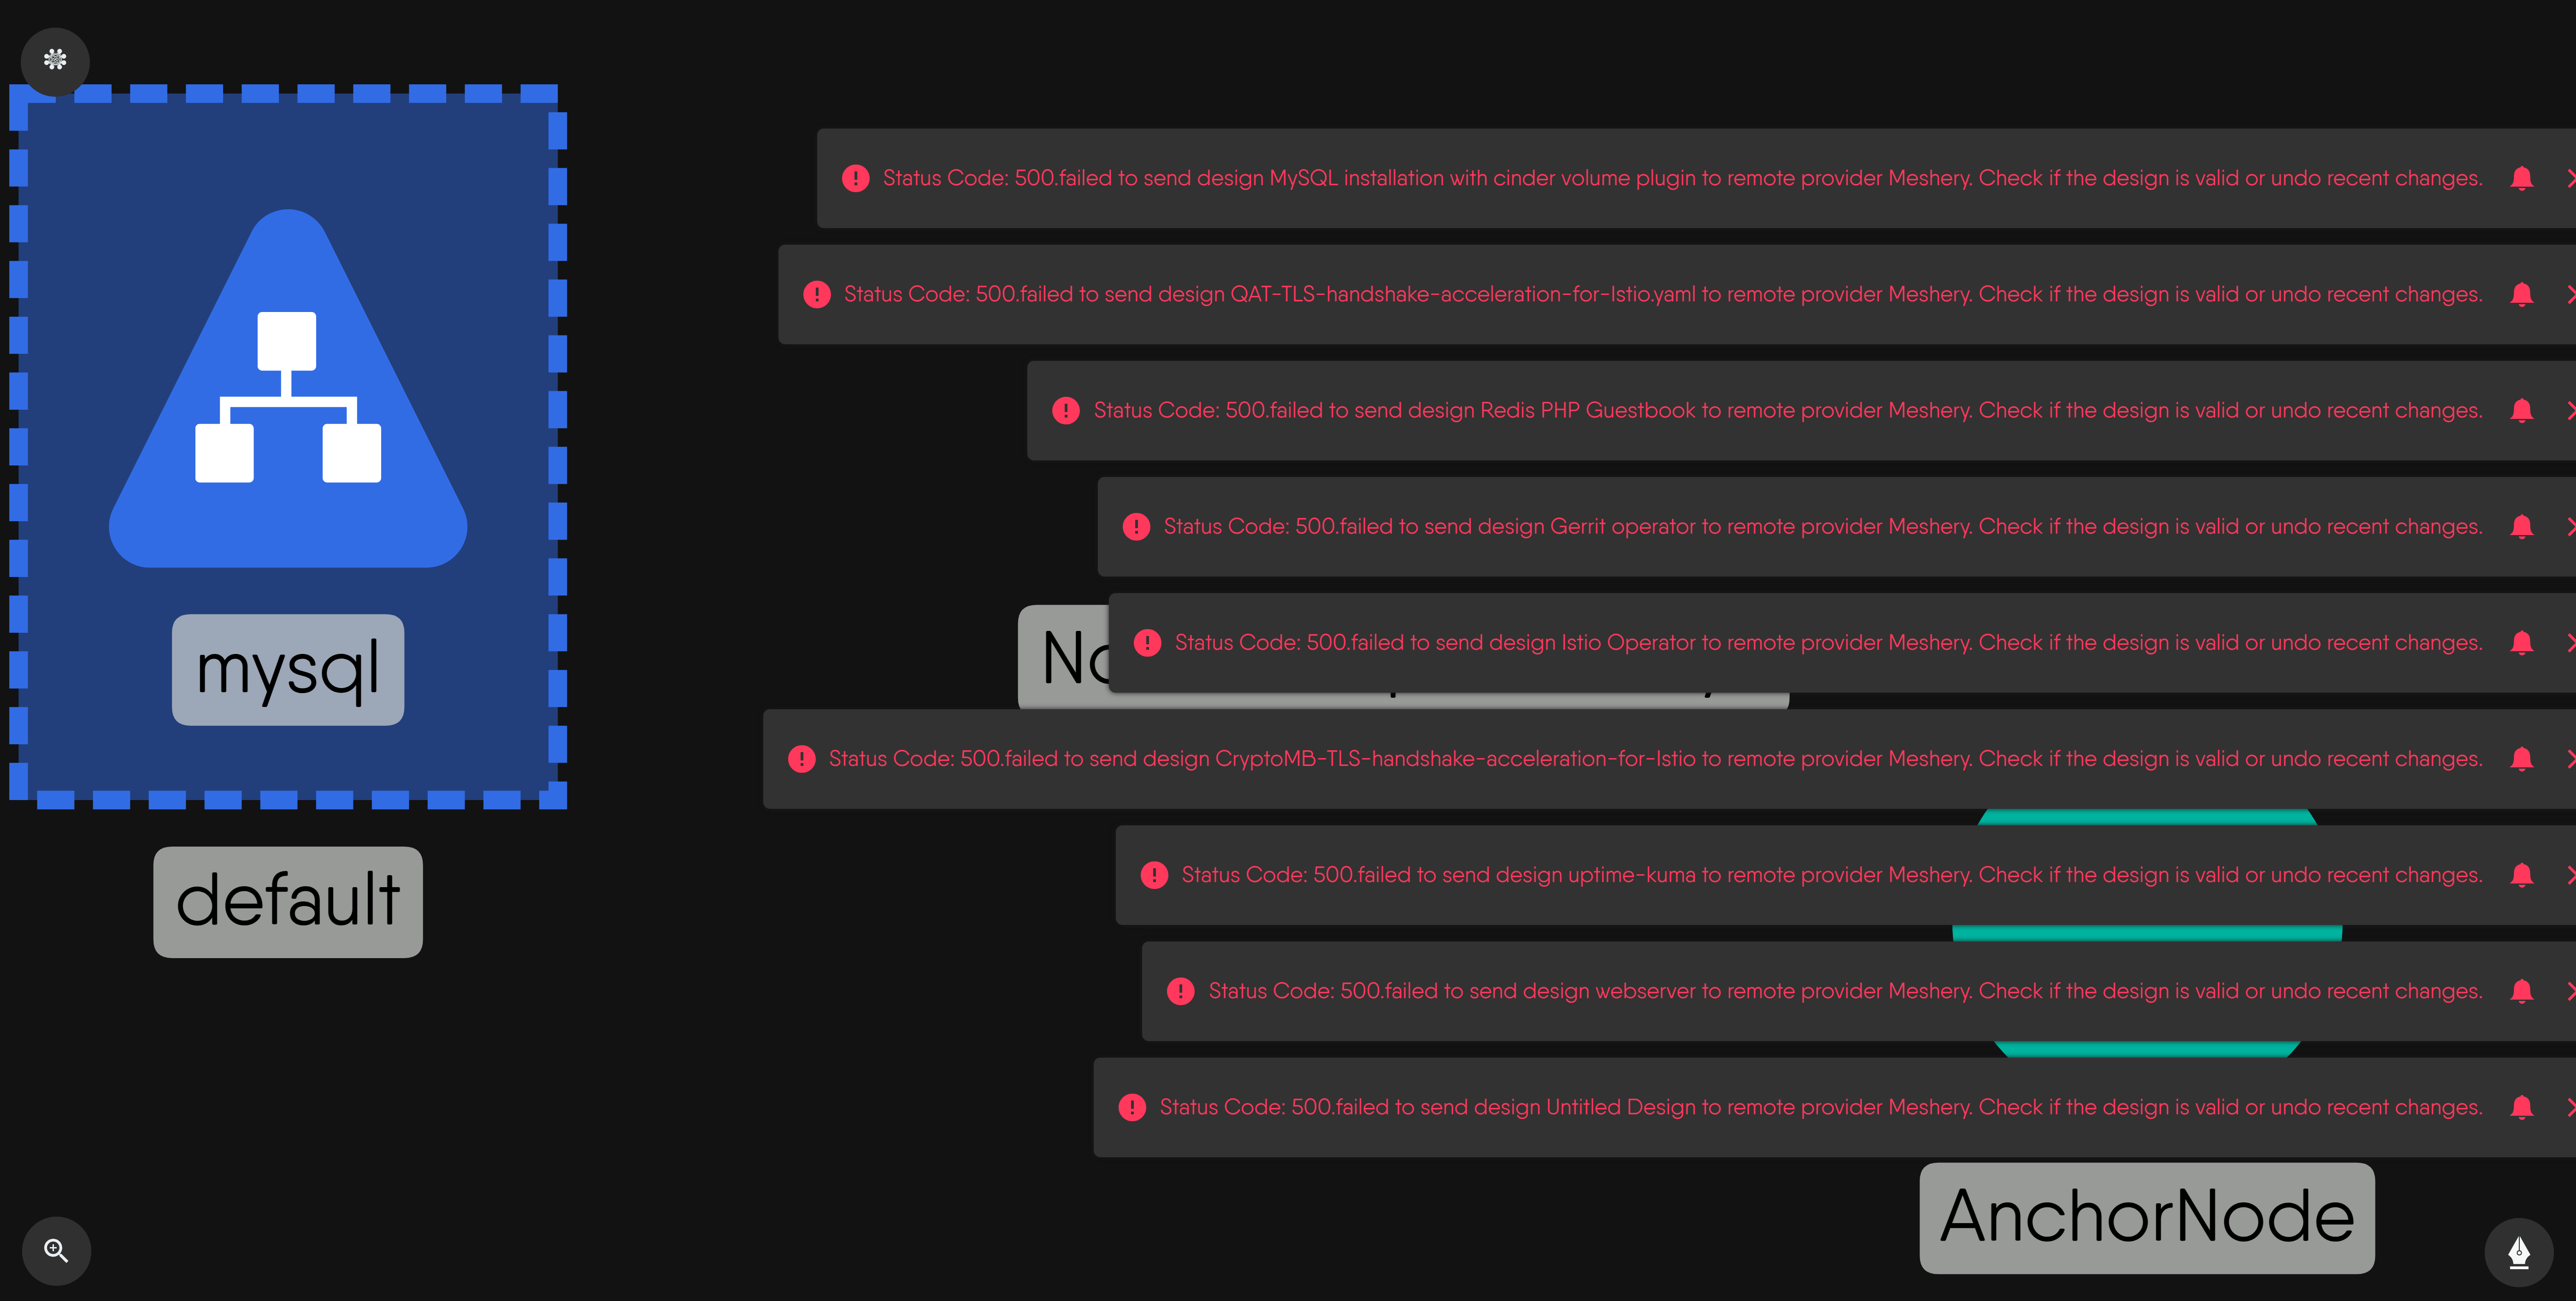 Status Code: 500.failed to send design MySQL installation with cinder volume plugin to remote provider Meshery. Check if the design is valid or undo recent changes.
Status Code: 500.failed to send design QAT-TLS-handshake-acceleration-for-Istio.yaml to remote provider Meshery. Check if the design is valid or undo recent changes.
Status Code: 500.failed to send design Redis PHP Guestbook to remote provider Meshery. Check if the design is valid or undo recent changes.
Status Code: 500.failed to send design Gerrit operator to remote provider Meshery. Check if the design is valid or undo recent changes.
Status Code: 500.failed to send design Istio Operator to remote provider Meshery. Check if the design is valid or undo recent changes.
mysql
Status Code: 500.failed to send design CryptoMB-TLS-handshake-acceleration-for-Istio to remote provider Meshery. Check if the design is valid or undo recent changes.
Status Code: 500.failed to send design uptime-kuma to remote provider Meshery. Check if the design is valid or undo recent changes.
default
Status Code: 500.failed to send design webserver to remote provider Meshery. Check if the design is valid or undo recent changes.
Status Code: 500.failed to send design Untitled Design to remote provider Meshery. Check if the design is valid or undo recent changes.
AnchorNode